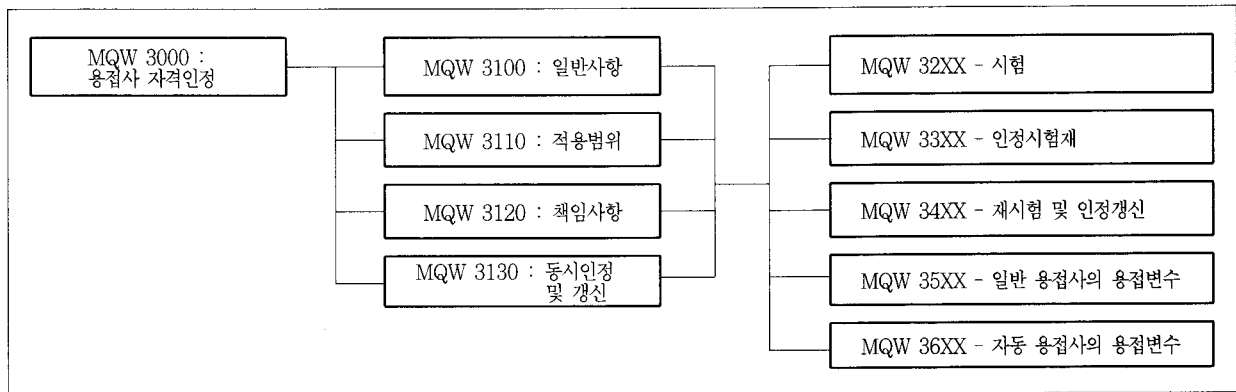 MQW 3000 :
용접사 자격인정
MQW 3100 : 일반사항
MQW 3110 : 적용범위
MQW 3120 : 책임사항
MQW 3130 : 동시인정
및 갱신
MQW 32XX - 시험
MQW 33XX - 인정시험재
MQW 34XX - 재시험 및 인정갱신
MQW 35XX - 일반 용접사의 용접변수
MQW 36XX - 자동 용접사의 용접변수